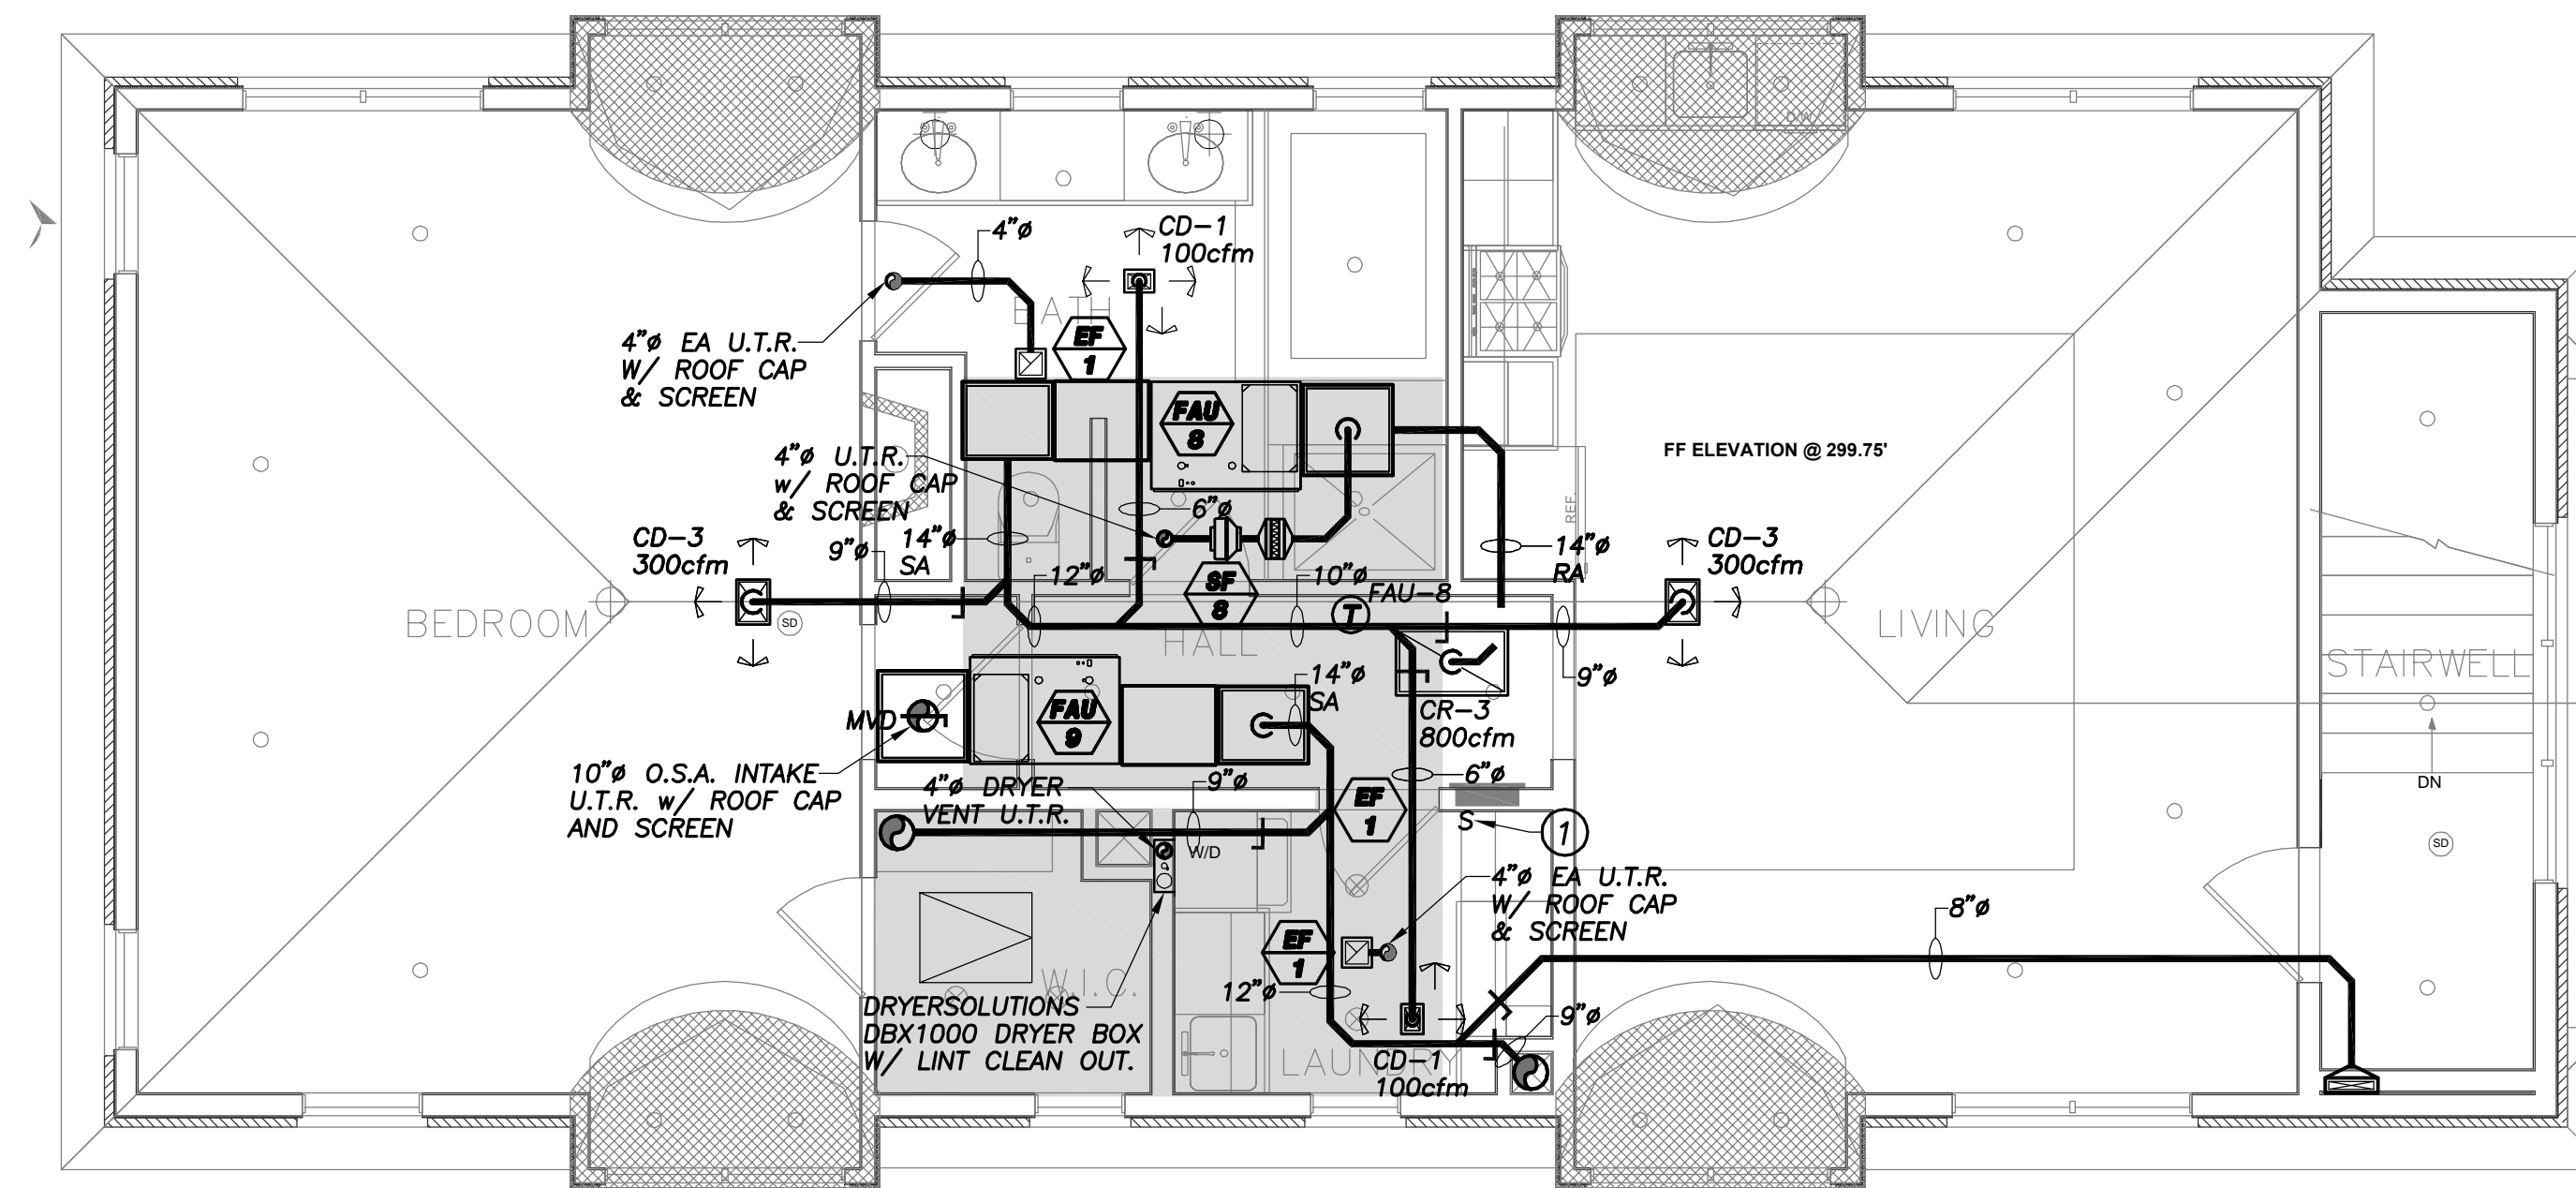 D/W
4"ø
CD-1
100cfm
BATH
EF
1
4"ø EA U.T.R.
W/ ROOF CAP
& SCREEN
FAU
8
FF ELEVATION @ 299.75'
4"ø U.T.R.
w/ ROOF CAP
& SCREEN
6"ø
REF.
CD-3
300cfm
9"ø
14"ø
SA
12"ø
SF
8
10"ø
FAU-8
T
14"ø
RA
CD-3
300cfm
BEDROOM
SD
HALL
LIVING
STAIRWELL
9"ø
14"ø
SA
MVD
FAU
9
CR-3
800cfm
10"ø O.S.A. INTAKE
U.T.R. w/ ROOF CAP
AND SCREEN
4"ø DRYER
VENT U.T.R.
9"ø
6"ø
DN
EF
1
S
1
W/D
SD
4"ø EA U.T.R.
W/ ROOF CAP
& SCREEN
8"ø
EF
1
W.I.C.
12"ø
DRYERSOLUTIONS
DBX1000 DRYER BOX
W/ LINT CLEAN OUT.
9"ø
LAUNDRY
CD-1
100cfm